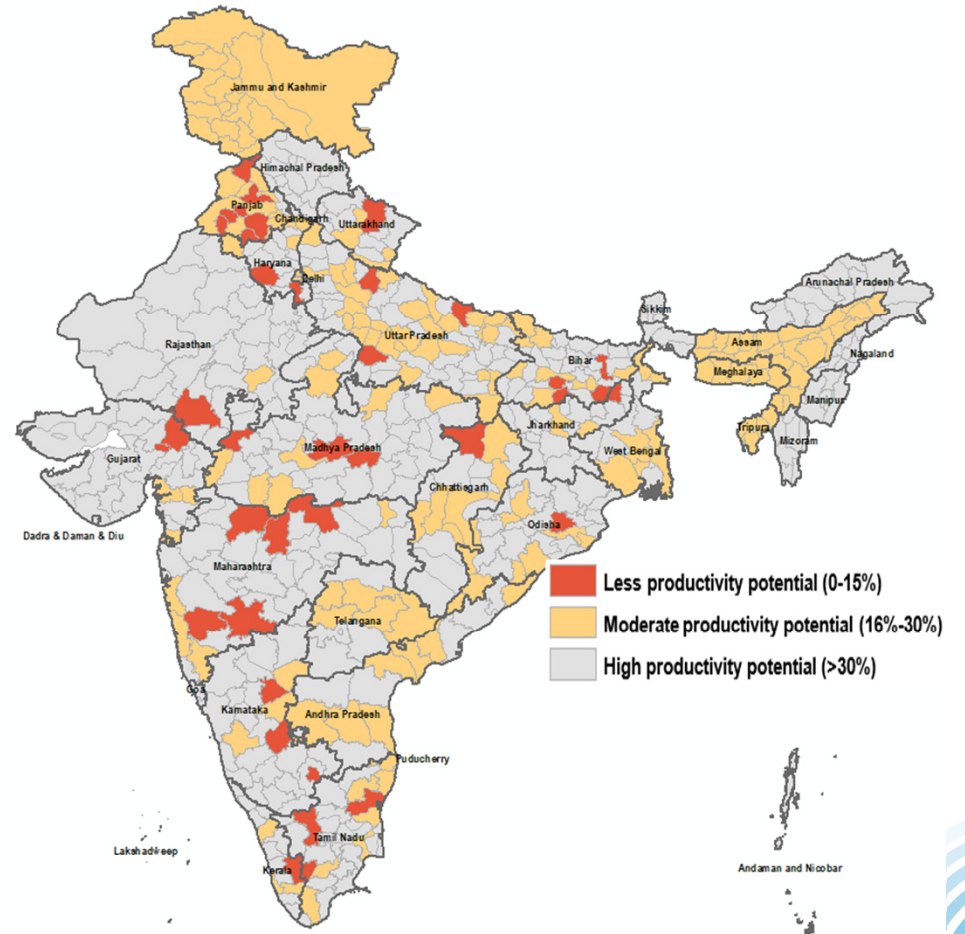 Jammu and Kashmir
Himachal Pradesh
Panjab
Chandigarh
Uttarakhand
Haryana
Delhi
Arunachal Pradesh
Sikkim
Rajasthan
Uttar Pradesh
Assam
Nagaland
Bihar
Meghalaya
Manipur
Jharkhand
Tripura
Mizoram
Gujarat
Madhya Pradesh
West Bengal
Chhattisgarh
Odisha
Dadra & Daman & Diu
Maharashtra
Less productivity potential (0-15%)
Moderate productivity potential (16%-30%)
High productivity potential (>30%)
Telangana
Goa
Karnataka
Andhra Pradesh
Puducherry
Tamil Nadu
Lakshadweep
Kerala
Andaman and Nicobar